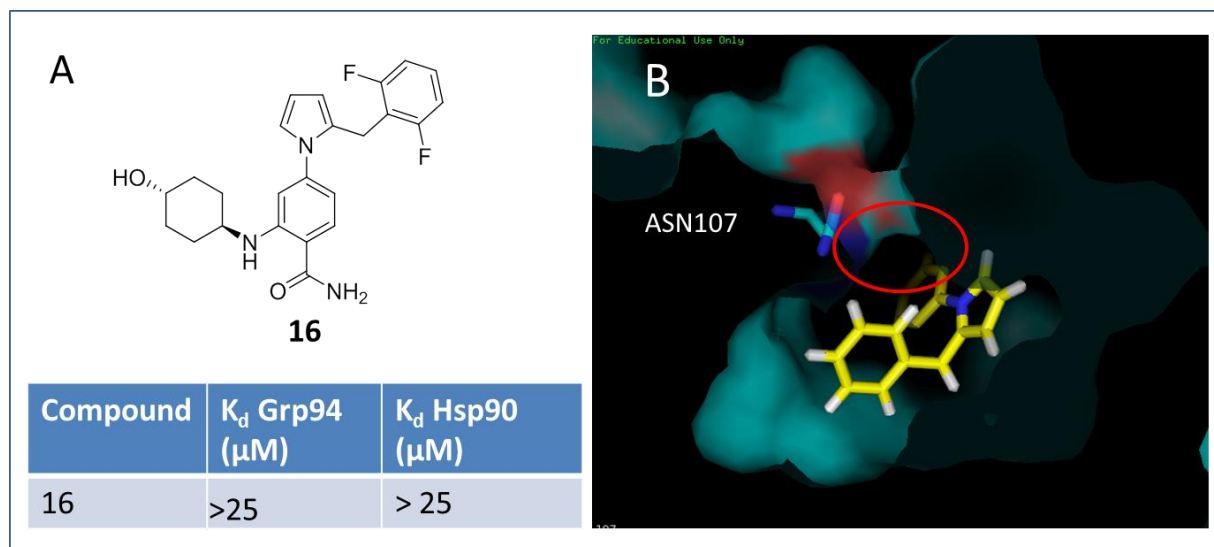 A
F
F
N
HO
N
H
O
NH2
16
Compound Kd Grp94 (μM) Kd Hsp90 (μM)
16 >25 > 25
For Educational Use Only
B
ASN107